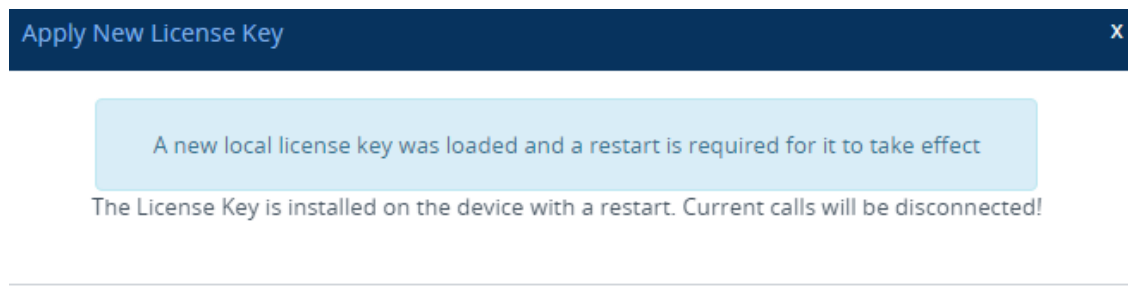 Apply New License Key
X
A new local license key was loaded and a restart is required for it to take effect
The License Key is installed on the device with a restart. Current calls will be disconnected!